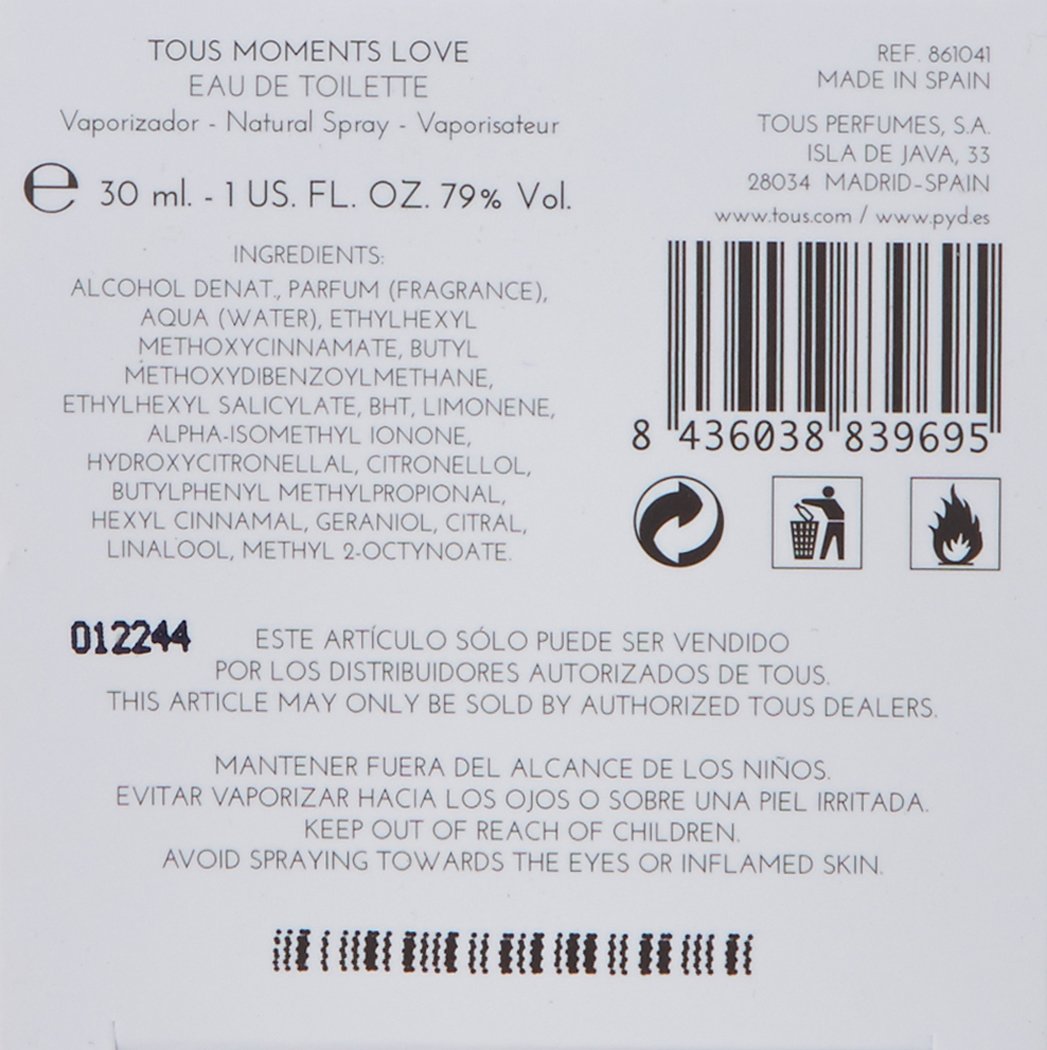 TOUS MOMENTS LOVE
EAU DE TOILETTE
Vaporizador - Natural Spray - Vaporisateur
℮ 30 ml. - 1 US. FL. OZ. 79% Vol.
INGREDIENTS:
ALCOHOL DENAT., PARFUM (FRAGRANCE),
AQUA (WATER), ETHYLHEXYL
METHOXYCINNAMATE, BUTYL
METHOXYDIBENZOYLMETHANE,
ETHYLHEXYL SALICYLATE, BHT, LIMONENE,
ALPHA-ISOMETHYL IONONE,
HYDROXYCITRONELLAL, CITRONELLOL,
BUTYLPHENYL METHYLPROPIONAL,
HEXYL CINNAMAL, GERANIOL, CITRAL,
LINALOOL, METHYL 2-OCTYNOATE.
REF. 861041
MADE IN SPAIN
TOUS PERFUMES, S.A.
ISLA DE JAVA, 33
28034 MADRID-SPAIN
www.tous.com / www.pyd.es
8 436038 839695
012244
ESTE ARTÍCULO SÓLO PUEDE SER VENDIDO
POR LOS DISTRIBUIDORES AUTORIZADOS DE TOUS.
THIS ARTICLE MAY ONLY BE SOLD BY AUTHORIZED TOUS DEALERS.
MANTENER FUERA DEL ALCANCE DE LOS NIÑOS.
EVITAR VAPORIZAR HACIA LOS OJOS O SOBRE UNA PIEL IRRITADA.
KEEP OUT OF REACH OF CHILDREN.
AVOID SPRAYING TOWARDS THE EYES OR INFLAMED SKIN.